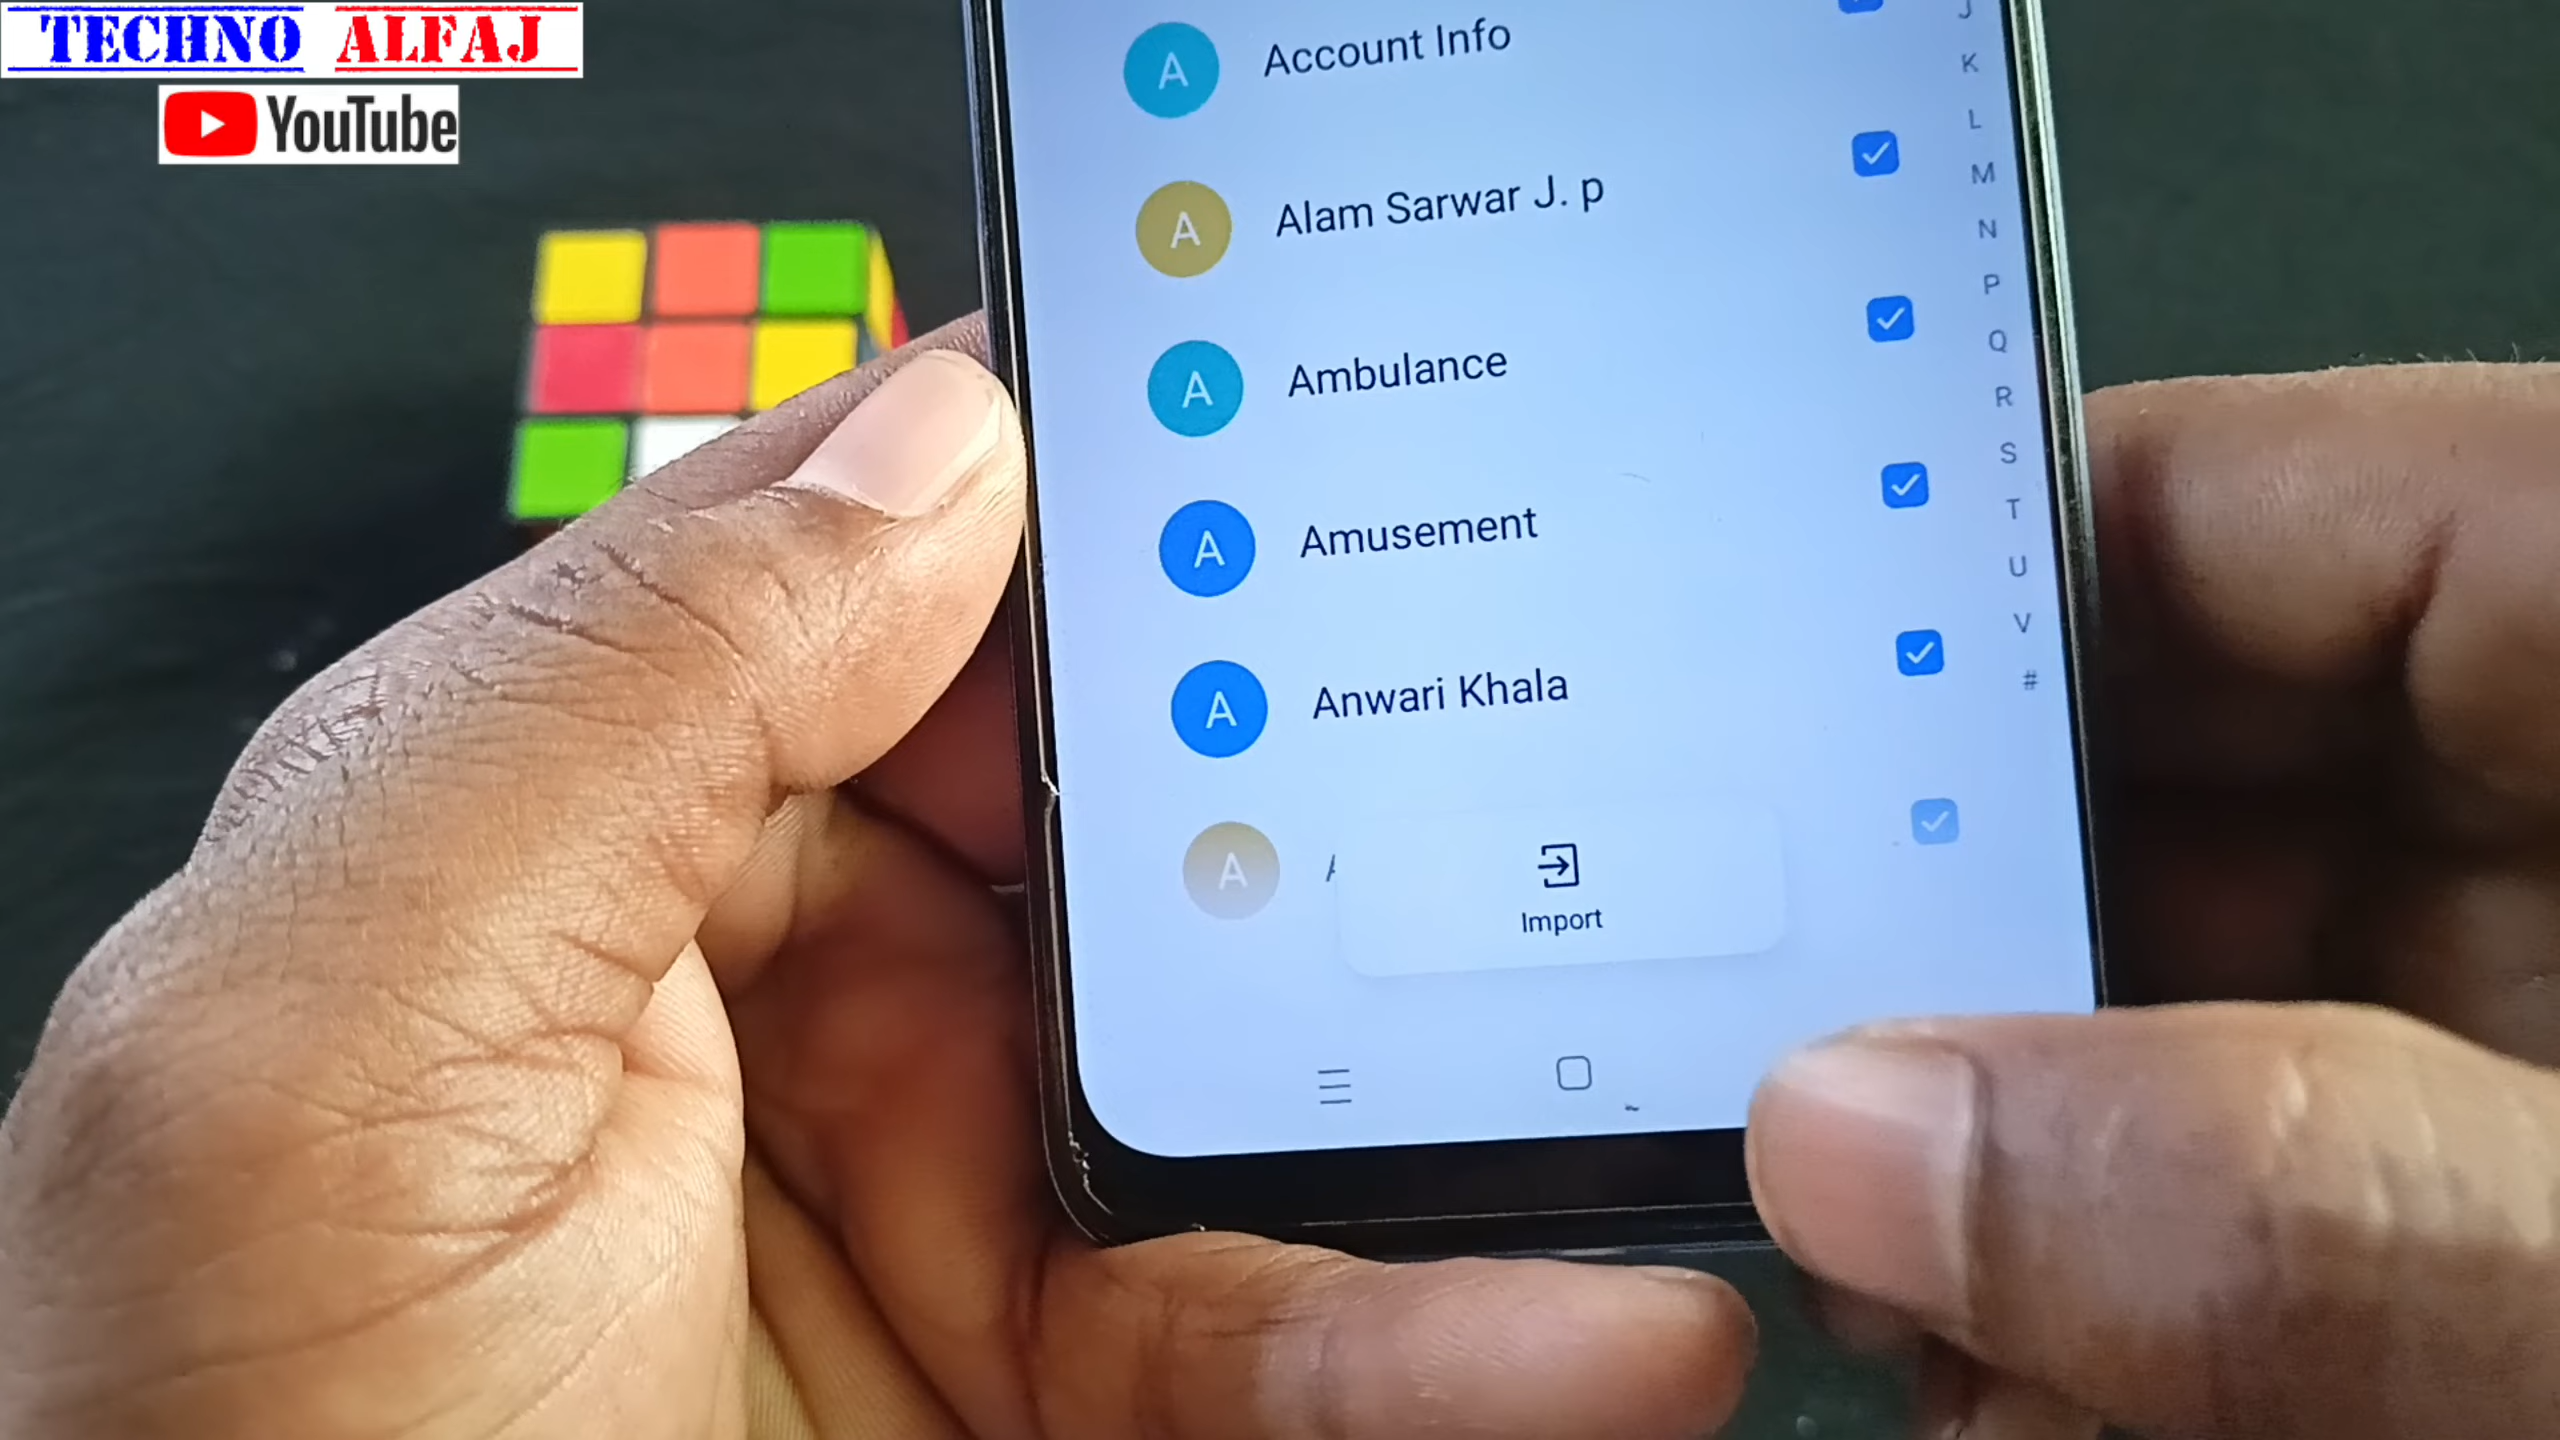 TECHNO ALFAJ
YouTube
A Account Info
A Alam Sarwar J. p
A Ambulance
A Amusement
A Anwari Khala
A
Import
J
K
L
M
N
P
Q
R
S
T
U
V
#